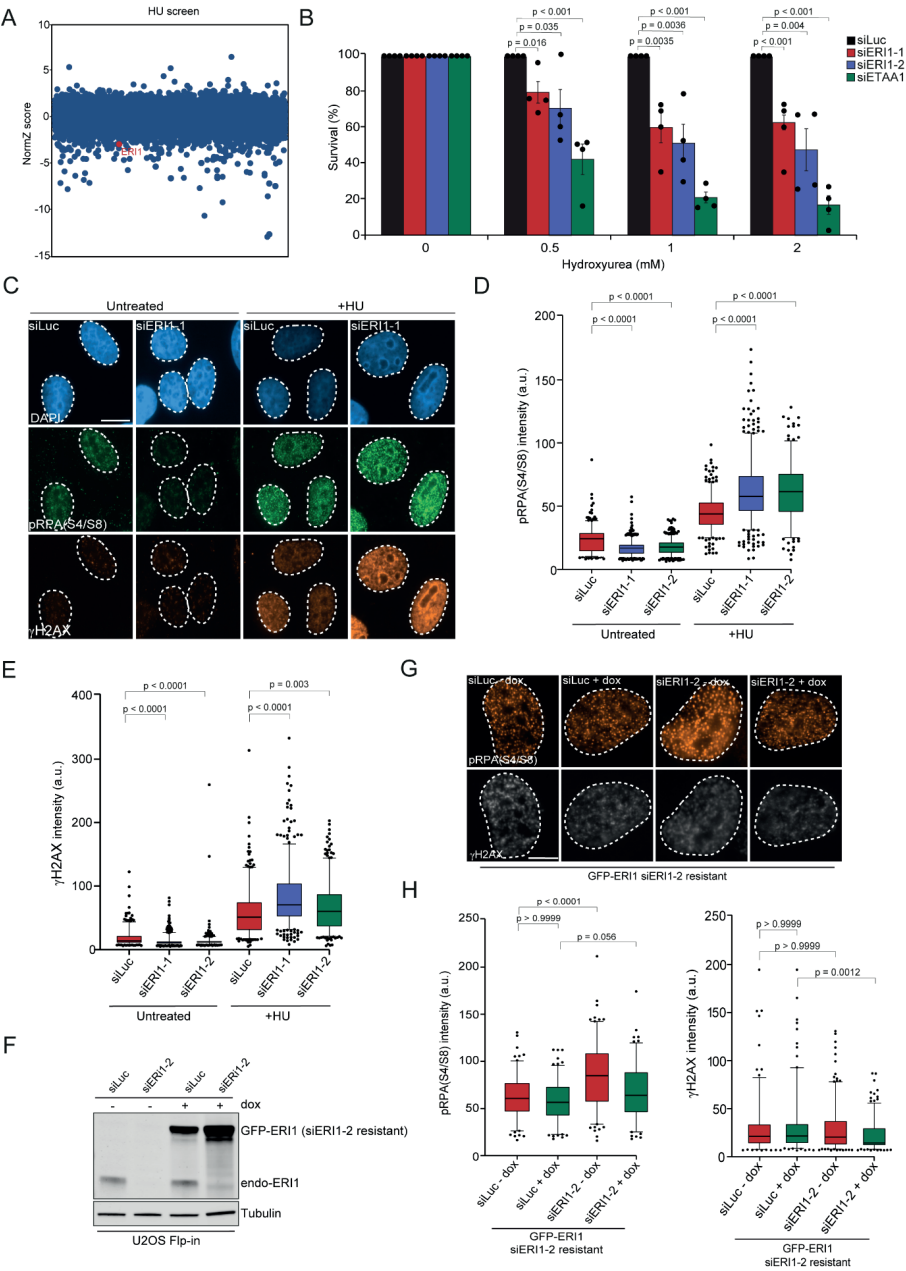 A
HU screen
NormZ score
10
5
0
-5
-10
-15
ERI1
B
p < 0.001
p = 0.035
p = 0.016
p < 0.001
p = 0.0036
p = 0.0035
p < 0.001
p = 0.004
p < 0.001
siLuc
siERI1-1
siERI1-2
siETAA1
Survival (%)
100
80
60
40
20
0
0
0.5
1
2
Hydroxyurea (mM)
C
Untreated
+HU
siLuc
siERI1-1
siLuc
siERI1-1
DAPI
pRPA(S4/S8)
γH2AX
D
pRPA(S4/S8) intensity (a.u.)
200
150
100
50
0
p < 0.0001
p < 0.0001
p < 0.0001
p < 0.0001
siLuc
siERI1-1
siERI1-2
siLuc
siERI1-1
siERI1-2
Untreated
+HU
E
γH2AX intensity (a.u.)
400
300
200
100
0
p < 0.0001
p < 0.0001
p = 0.003
p < 0.0001
siLuc
siERI1-1
siERI1-2
siLuc
siERI1-1
siERI1-2
Untreated
+HU
F
siLuc
siERI1-2
siLuc
siERI1-2
- - + + dox
GFP-ERI1 (siERI1-2 resistant)
endo-ERI1
Tubulin
U2OS Flp-in
G
siLuc - dox
siLuc + dox
siERI1-2 - dox
siERI1-2 + dox
pRPA(S4/S8)
γH2AX
GFP-ERI1 siERI1-2 resistant
H
pRPA(S4/S8) intensity (a.u.)
250
200
150
100
50
0
p < 0.0001
p > 0.9999
p = 0.056
siLuc - dox
siLuc + dox
siERI1-2 - dox
siERI1-2 + dox
GFP-ERI1
siERI1-2 resistant
γH2AX intensity (a.u.)
250
200
150
100
50
0
p > 0.9999
p > 0.9999
p = 0.0012
siLuc - dox
siLuc + dox
siERI1-2 - dox
siERI1-2 + dox
GFP-ERI1
siERI1-2 resistant